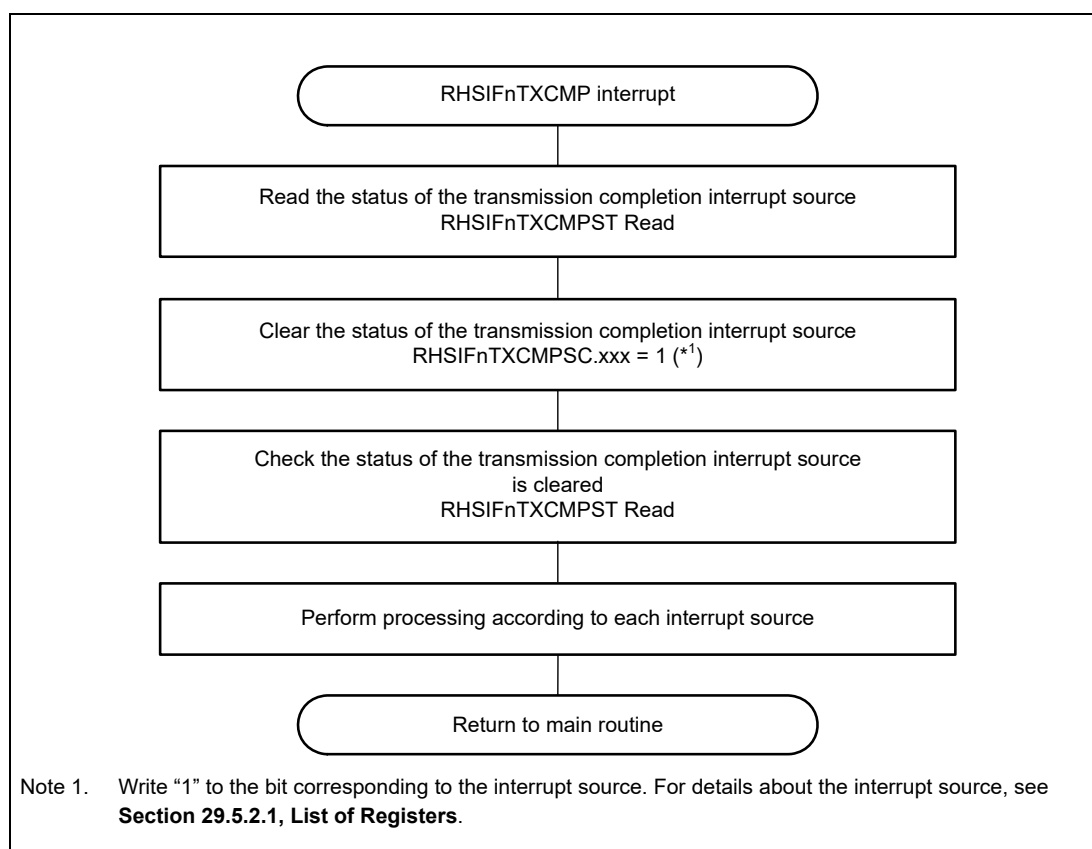 RHSIFnTXCMP interrupt
Read the status of the transmission completion interrupt source
RHSIFnTXCMPST Read
Clear the status of the transmission completion interrupt source
RHSIFnTXCMPSC.xxx = 1 (*1)
Check the status of the transmission completion interrupt source
is cleared
RHSIFnTXCMPST Read
Perform processing according to each interrupt source
Return to main routine
Note 1. Write “1” to the bit corresponding to the interrupt source. For details about the interrupt source, see
Section 29.5.2.1, List of Registers.